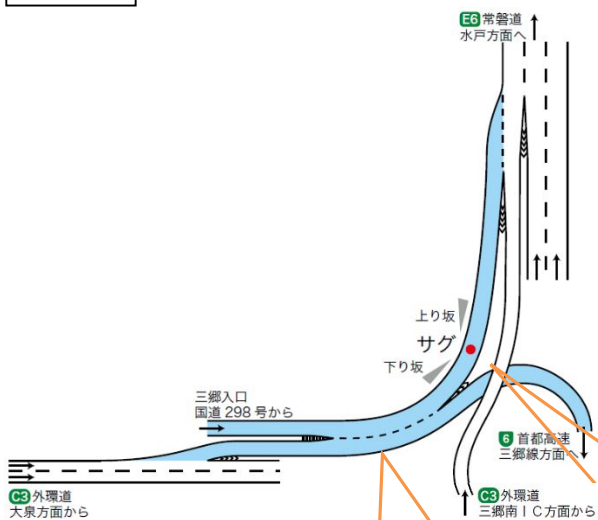 E6 常磐道
水戸方面へ
上り坂
サグ
下り坂
三郷入口
国道 298 号から
6 首都高速
三郷線方面へ
C3 外環道
大泉方面から
C3 外環道
三郷南ＩＣ方面から